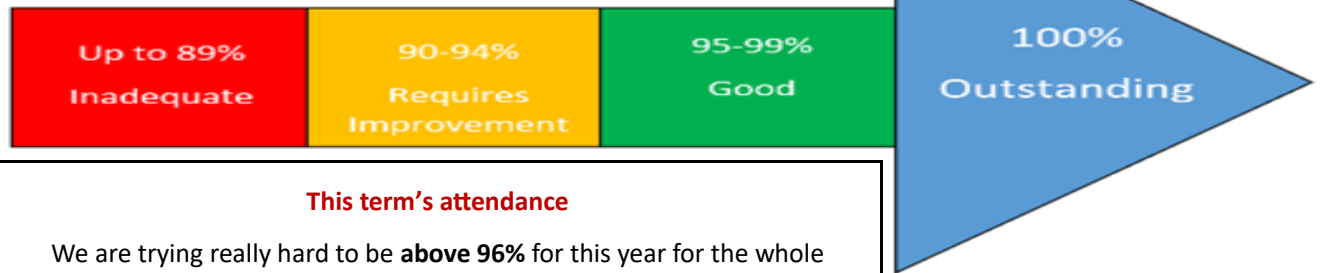 Up to 89%
Inadequate
90-94%
Requires
Improvement
95-99%
Good
100%
Outstanding
This term’s attendance
We are trying really hard to be above 96% for this year for the whole